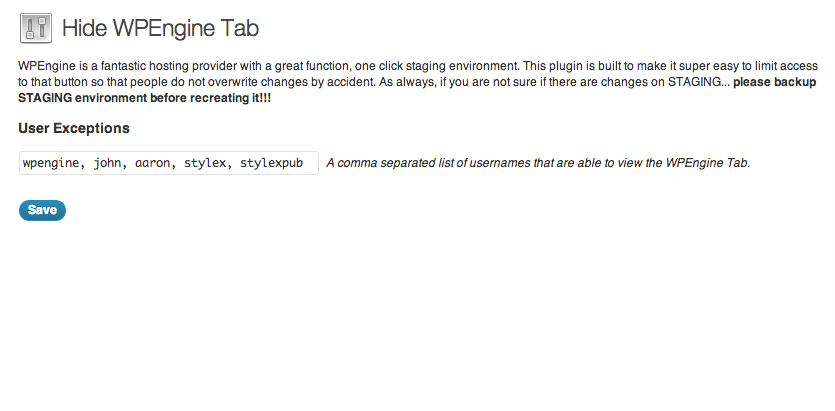 Hide WPEngine Tab
WPEngine is a fantastic hosting provider with a great function, one click staging environment. This plugin is built to make it super easy to limit access
to that button so that people do not overwrite changes by accident. As always, if you are not sure if there are changes on STAGING... please backup
STAGING environment before recreating it!!!
User Exceptions
wpengine, john, aaron, stylex, stylexpub A comma separated list of usernames that are able to view the WPEngine Tab.
Save